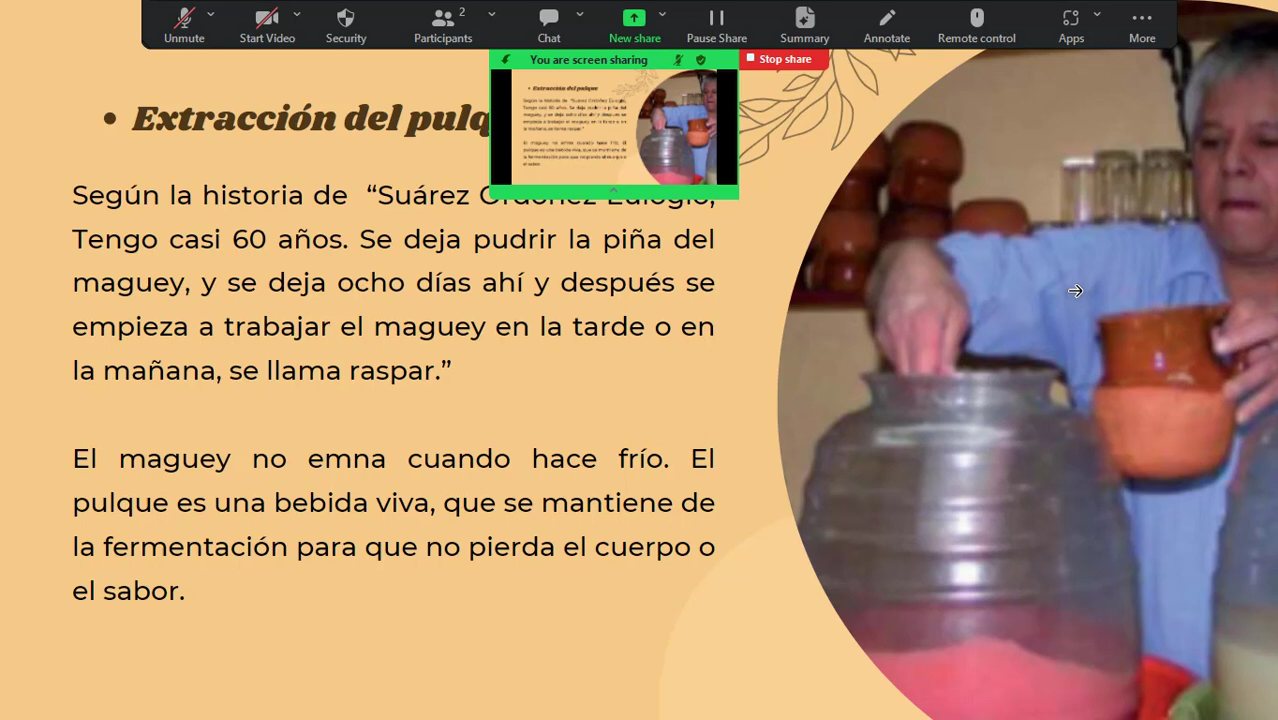 Unmute
Start Video
Security
2
Participants
Chat
New share
Pause Share
Summary
Annotate
Remote control
Apps
More
You are screen sharing
Stop share
• Extracción del pulq
Según la historia de “Suárez Ordóñez Eulogio,
Tengo casi 60 años. Se deja pudrir la piña del
maguey, y se deja ocho días ahí y después se
empieza a trabajar el maguey en la tarde o en
la mañana, se llama raspar.”
El maguey no emna cuando hace frío. El
pulque es una bebida viva, que se mantiene de
la fermentación para que no pierda el cuerpo o
el sabor.